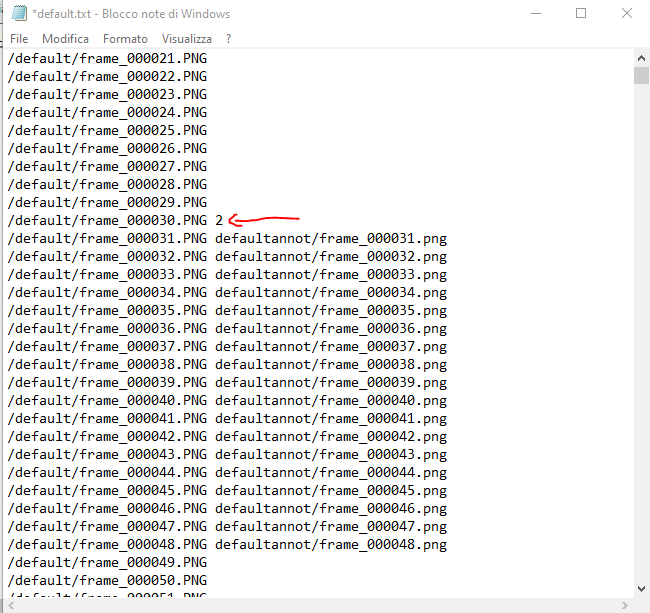 *default.txt - Blocco note di Windows
File Modifica Formato Visualizza ?
/default/frame_000021.PNG
/default/frame_000022.PNG
/default/frame_000023.PNG
/default/frame_000024.PNG
/default/frame_000025.PNG
/default/frame_000026.PNG
/default/frame_000027.PNG
/default/frame_000028.PNG
/default/frame_000029.PNG
/default/frame_000030.PNG 2
/default/frame_000031.PNG defaultannot/frame_000031.png
/default/frame_000032.PNG defaultannot/frame_000032.png
/default/frame_000033.PNG defaultannot/frame_000033.png
/default/frame_000034.PNG defaultannot/frame_000034.png
/default/frame_000035.PNG defaultannot/frame_000035.png
/default/frame_000036.PNG defaultannot/frame_000036.png
/default/frame_000037.PNG defaultannot/frame_000037.png
/default/frame_000038.PNG defaultannot/frame_000038.png
/default/frame_000039.PNG defaultannot/frame_000039.png
/default/frame_000040.PNG defaultannot/frame_000040.png
/default/frame_000041.PNG defaultannot/frame_000041.png
/default/frame_000042.PNG defaultannot/frame_000042.png
/default/frame_000043.PNG defaultannot/frame_000043.png
/default/frame_000044.PNG defaultannot/frame_000044.png
/default/frame_000045.PNG defaultannot/frame_000045.png
/default/frame_000046.PNG defaultannot/frame_000046.png
/default/frame_000047.PNG defaultannot/frame_000047.png
/default/frame_000048.PNG defaultannot/frame_000048.png
/default/frame_000049.PNG
/default/frame_000050.PNG
/default/frame_000051.PNG